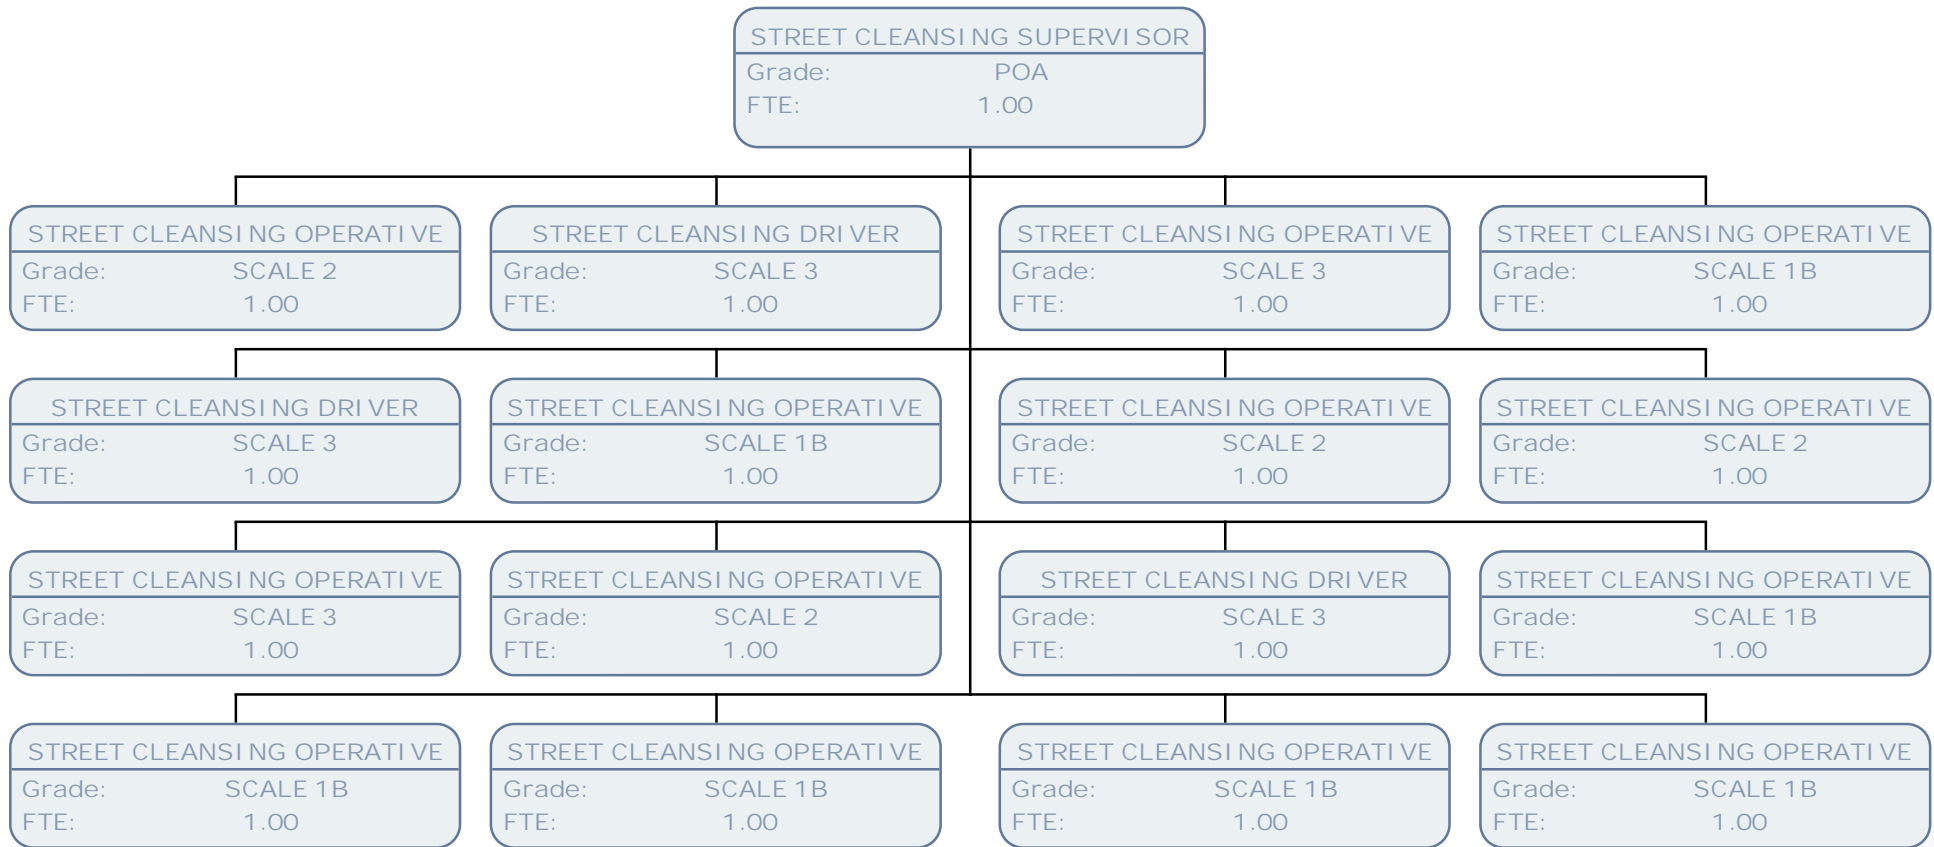 STREET CLEANSING SUPERVISOR
Grade: POA
FTE: 1.00
STREET CLEANSING OPERATIVE
Grade: SCALE 2
FTE: 1.00
STREET CLEANSING DRIVER
Grade: SCALE 3
FTE: 1.00
STREET CLEANSING OPERATIVE
Grade: SCALE 3
FTE: 1.00
STREET CLEANSING OPERATIVE
Grade: SCALE 1B
FTE: 1.00
STREET CLEANSING DRIVER
Grade: SCALE 3
FTE: 1.00
STREET CLEANSING OPERATIVE
Grade: SCALE 1B
FTE: 1.00
STREET CLEANSING OPERATIVE
Grade: SCALE 2
FTE: 1.00
STREET CLEANSING OPERATIVE
Grade: SCALE 2
FTE: 1.00
STREET CLEANSING OPERATIVE
Grade: SCALE 3
FTE: 1.00
STREET CLEANSING OPERATIVE
Grade: SCALE 2
FTE: 1.00
STREET CLEANSING DRIVER
Grade: SCALE 3
FTE: 1.00
STREET CLEANSING OPERATIVE
Grade: SCALE 1B
FTE: 1.00
STREET CLEANSING OPERATIVE
Grade: SCALE 1B
FTE: 1.00
STREET CLEANSING OPERATIVE
Grade: SCALE 1B
FTE: 1.00
STREET CLEANSING OPERATIVE
Grade: SCALE 1B
FTE: 1.00
STREET CLEANSING OPERATIVE
Grade: SCALE 1B
FTE: 1.00